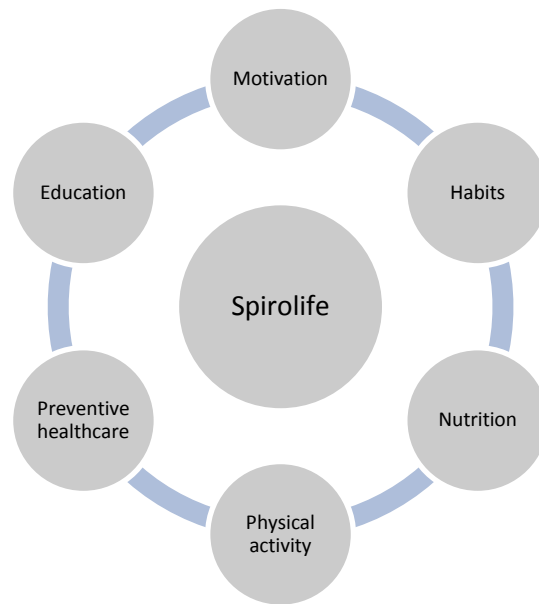 Motivation
Education
Habits
Spirolife
Preventive
healthcare
Nutrition
Physical
activity